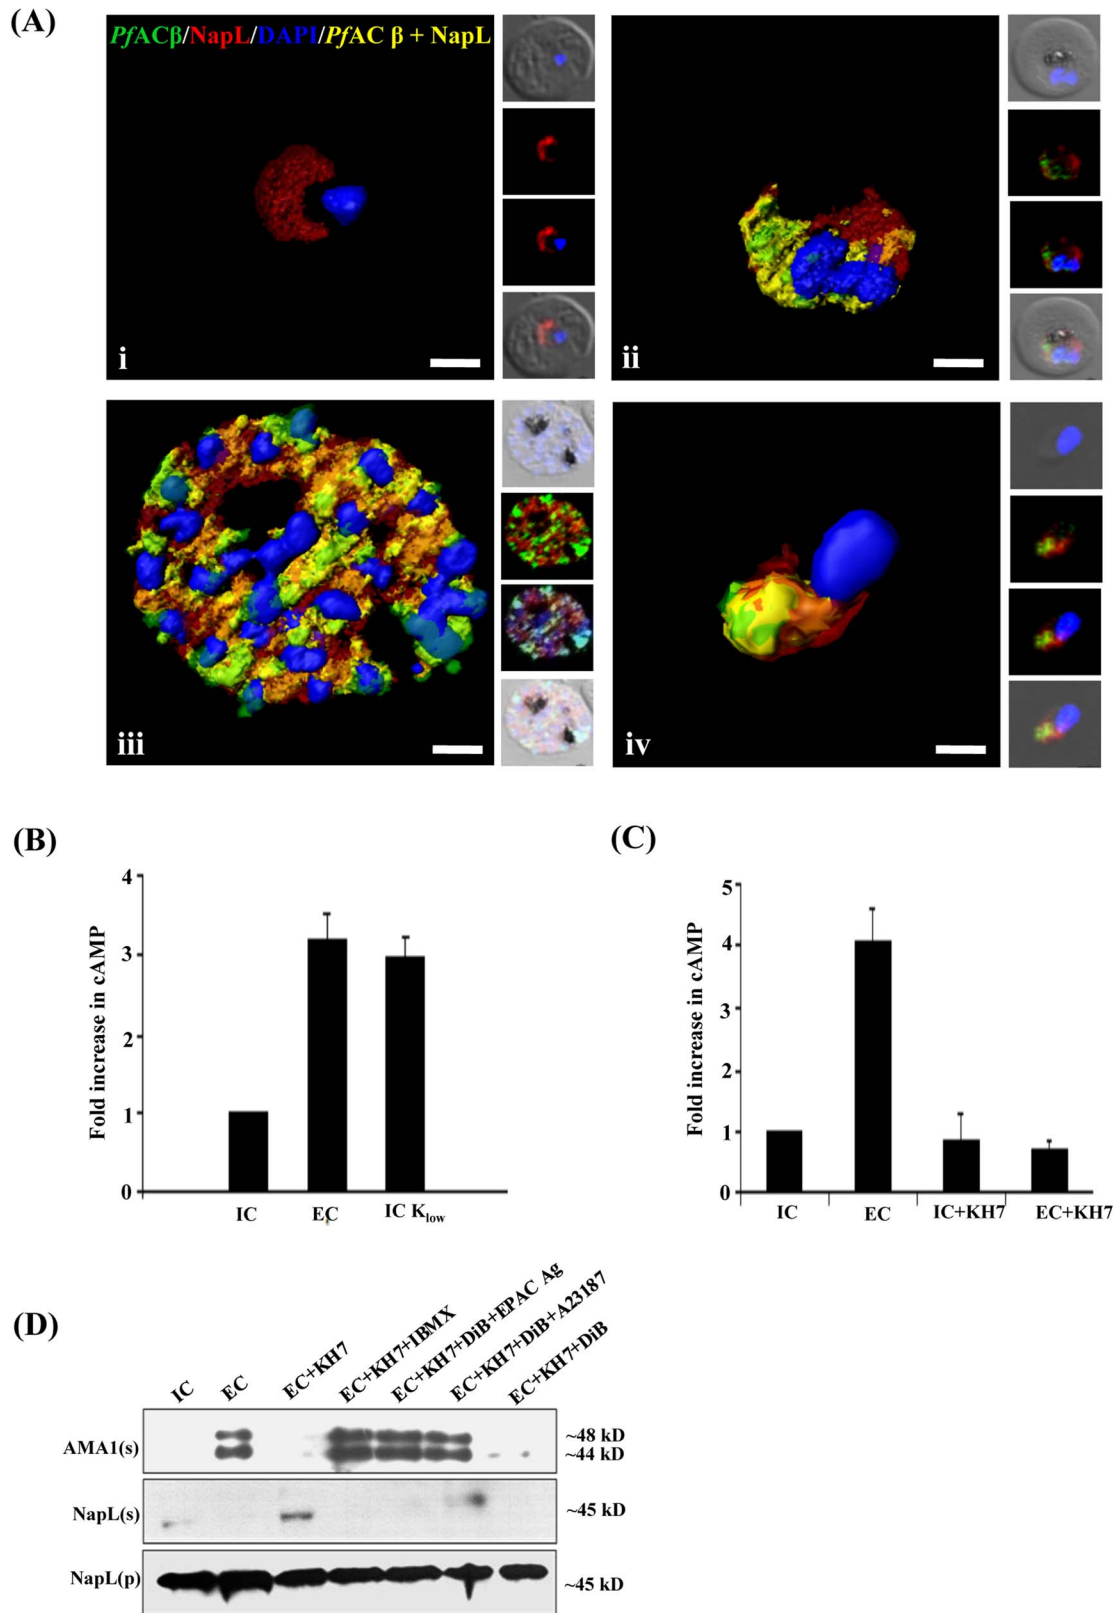 (A)
PfACβ/NapL/DAPI/PfAC β + NapL
i
ii
iii
iv
(B)
Fold increase in cAMP
4
3
2
1
0
IC
EC
IC Klow
(C)
Fold increase in cAMP
5
4
3
2
1
0
IC
EC
IC+KH7
EC+KH7
(D)
IC
EC
EC+KH7
EC+KH7+IBMX
EC+KH7+DiB+EPAC Ag
EC+KH7+DiB+A23187
EC+KH7+DiB
AMA1(s)
~48 kD
~44 kD
NapL(s)
~45 kD
NapL(p)
~45 kD